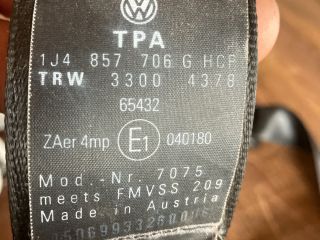 TPA
1J4 857 706 G HCP
TRW 3300 4378
65432
ZAer 4mp E1 040180
Mod.-Nr. 7075
meets FMVSS 209
Made in Austria